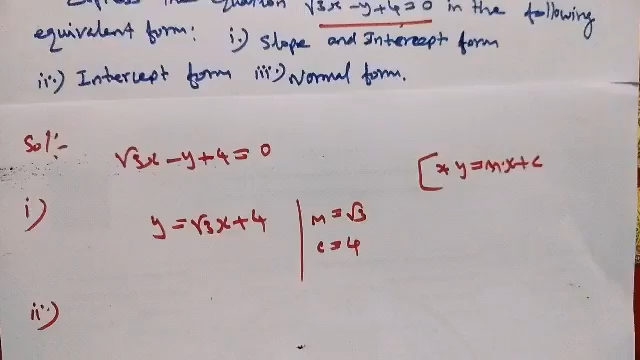 Express the equation √3x - y + 4 = 0 in the following
equivalent form: i) Slope and Intercept form
ii) Intercept form iii) Normal form.
Sol:-
√3x - y + 4 = 0
[* y = m.x + c
i) y = √3x + 4 | m = √3
c = 4
ii)